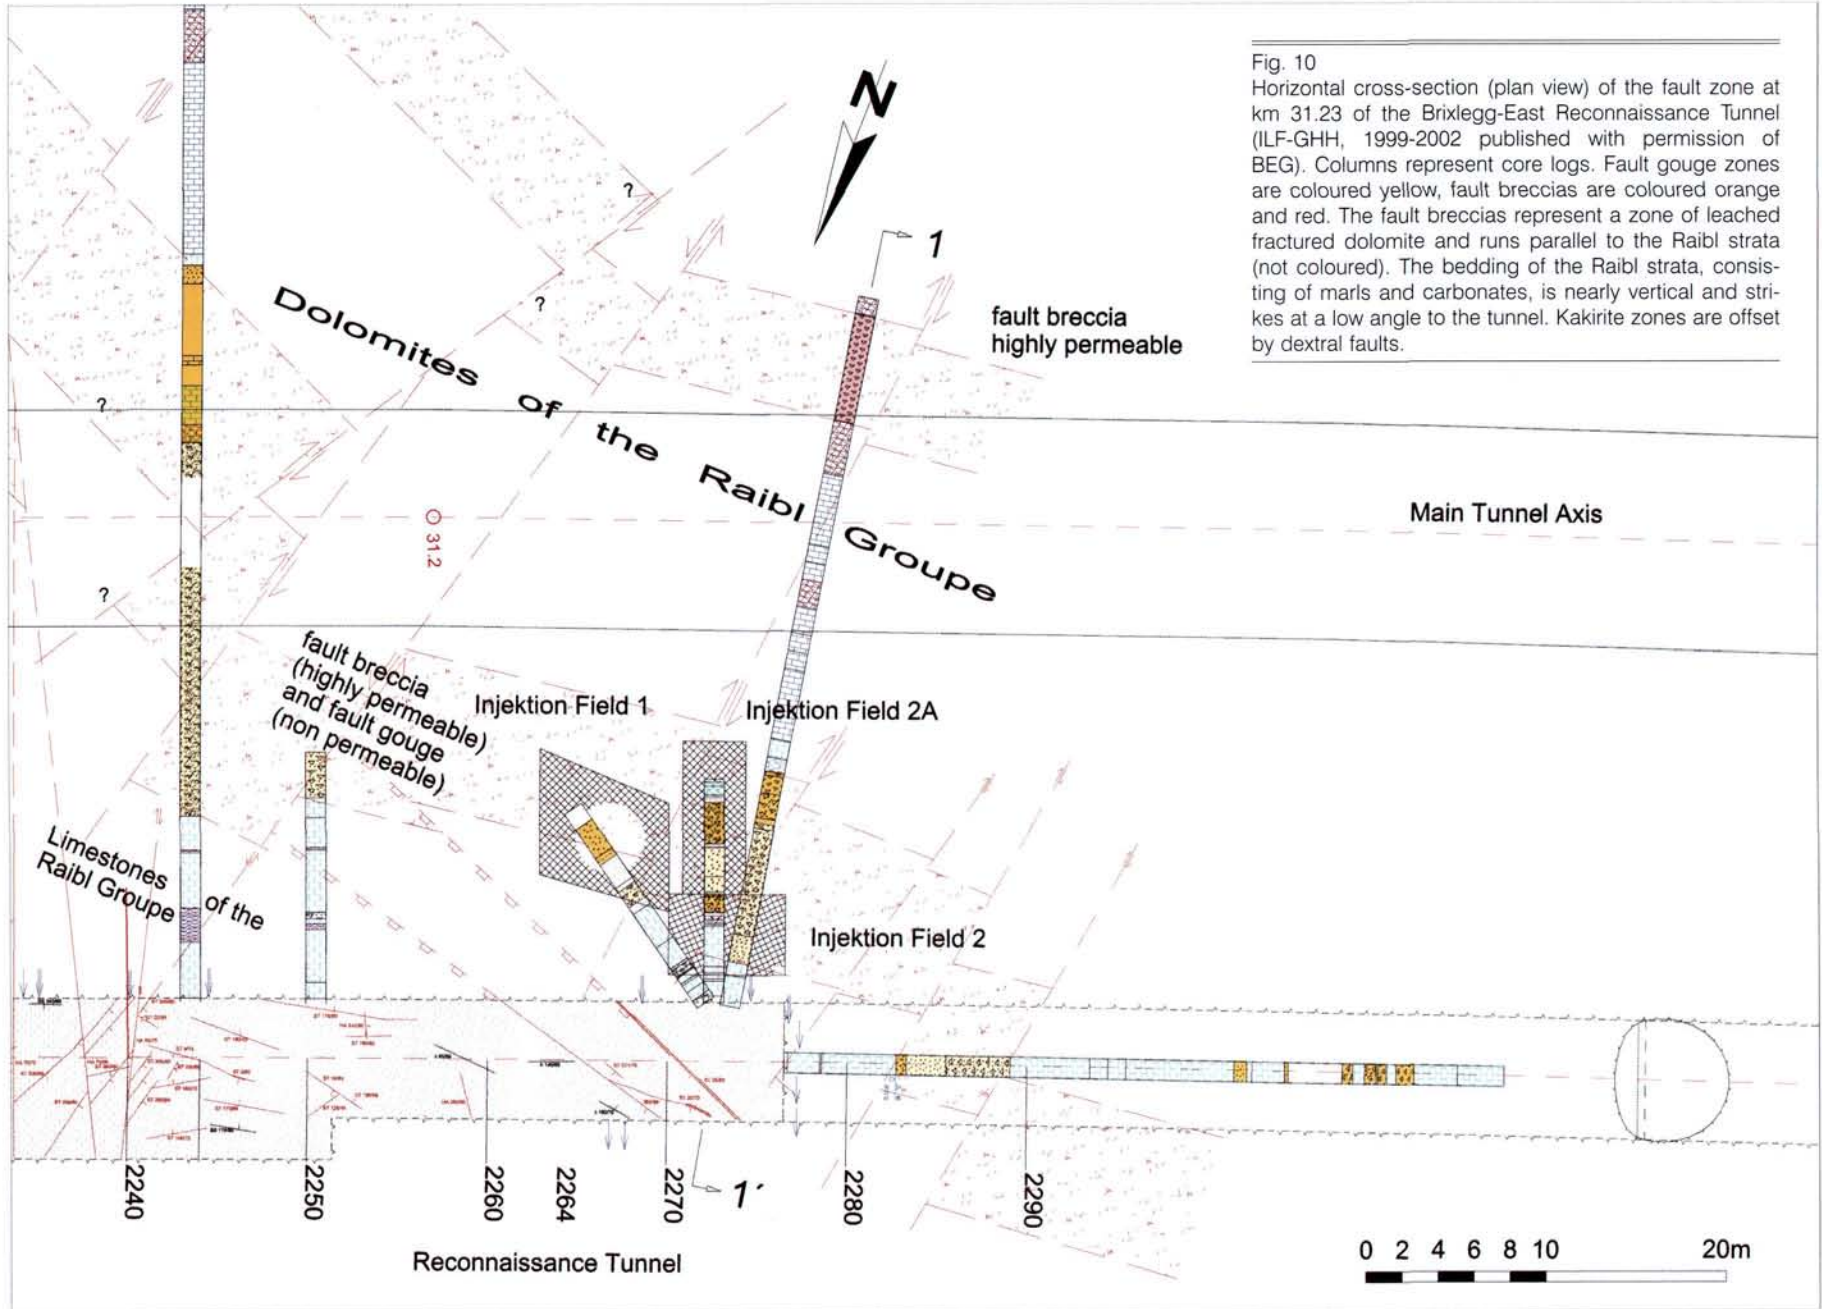 Fig. 10
Horizontal cross-section (plan view) of the fault zone at
km 31.23 of the Brixlegg-East Reconnaissance Tunnel
(ILF-GHH, 1999-2002 published with permission of
BEG). Columns represent core logs. Fault gouge zones
are coloured yellow, fault breccias are coloured orange
and red. The fault breccias represent a zone of leached
fractured dolomite and runs parallel to the Raibl strata
(not coloured). The bedding of the Raibl strata, consis-
ting of marls and carbonates, is nearly vertical and stri-
kes at a low angle to the tunnel. Kakirite zones are offset
by dextral faults.
N
?
1
?
Dolomites of the Raibl Groupe
fault breccia
highly permeable
?
Main Tunnel Axis
31.2
?
fault breccia
(highly permeable)
and fault gouge
(non permeable)
Injektion Field 1
Injektion Field 2A
Limestones of the
Raibl Groupe
Injektion Field 2
1'
2240
2250
2260
2264
2270
2280
2290
Reconnaissance Tunnel
0 2 4 6 8 10 20m